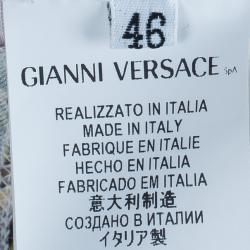 46
GIANNI VERSACE SpA
REALIZZATO IN ITALIA
MADE IN ITALY
FABRIQUE EN ITALIE
HECHO EN ITALIA
FABRICADO EM ITALIA
意大利制造
СОЗДАНО В ИТАЛИИ
イタリア製